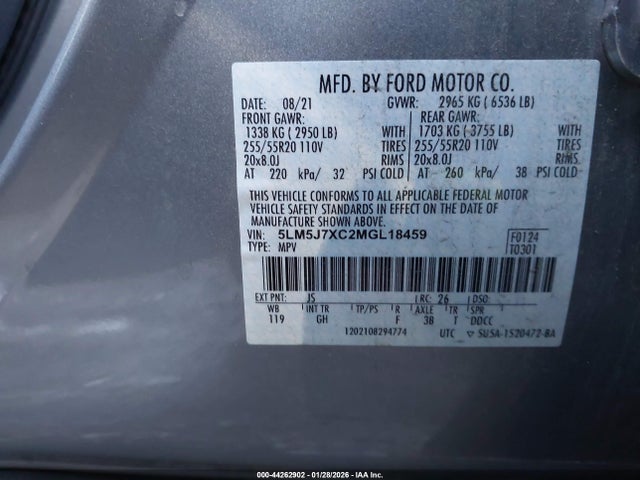 MFD. BY FORD MOTOR CO.
DATE: 08/21 GVWR: 2965 KG ( 6536 LB)
FRONT GAWR: REAR GAWR:
1338 KG ( 2950 LB) WITH 1703 KG ( 3755 LB) WITH
255/55R20 110V TIRES 255/55R20 110V TIRES
20x8.0J RIMS 20x8.0J RIMS
AT 220 kPa/ 32 PSI COLD AT 260 kPa/ 38 PSI COLD
THIS VEHICLE CONFORMS TO ALL APPLICABLE FEDERAL MOTOR
VEHICLE SAFETY STANDARDS IN EFFECT ON THE DATE OF
MANUFACTURE SHOWN ABOVE.
VIN: 5LM5J7XC2MGL18459 F0124
TYPE: MPV T0301
EXT PNT: JS RC: 26 DSO:
WB INT TR TP/PS R AXLE TR SPR
119 GH F 3B T DDCC
1202108294774 UTC ▽ SU5A-1520472-BA
000-44262902 | 01/28/2026 - © IAA, Inc.